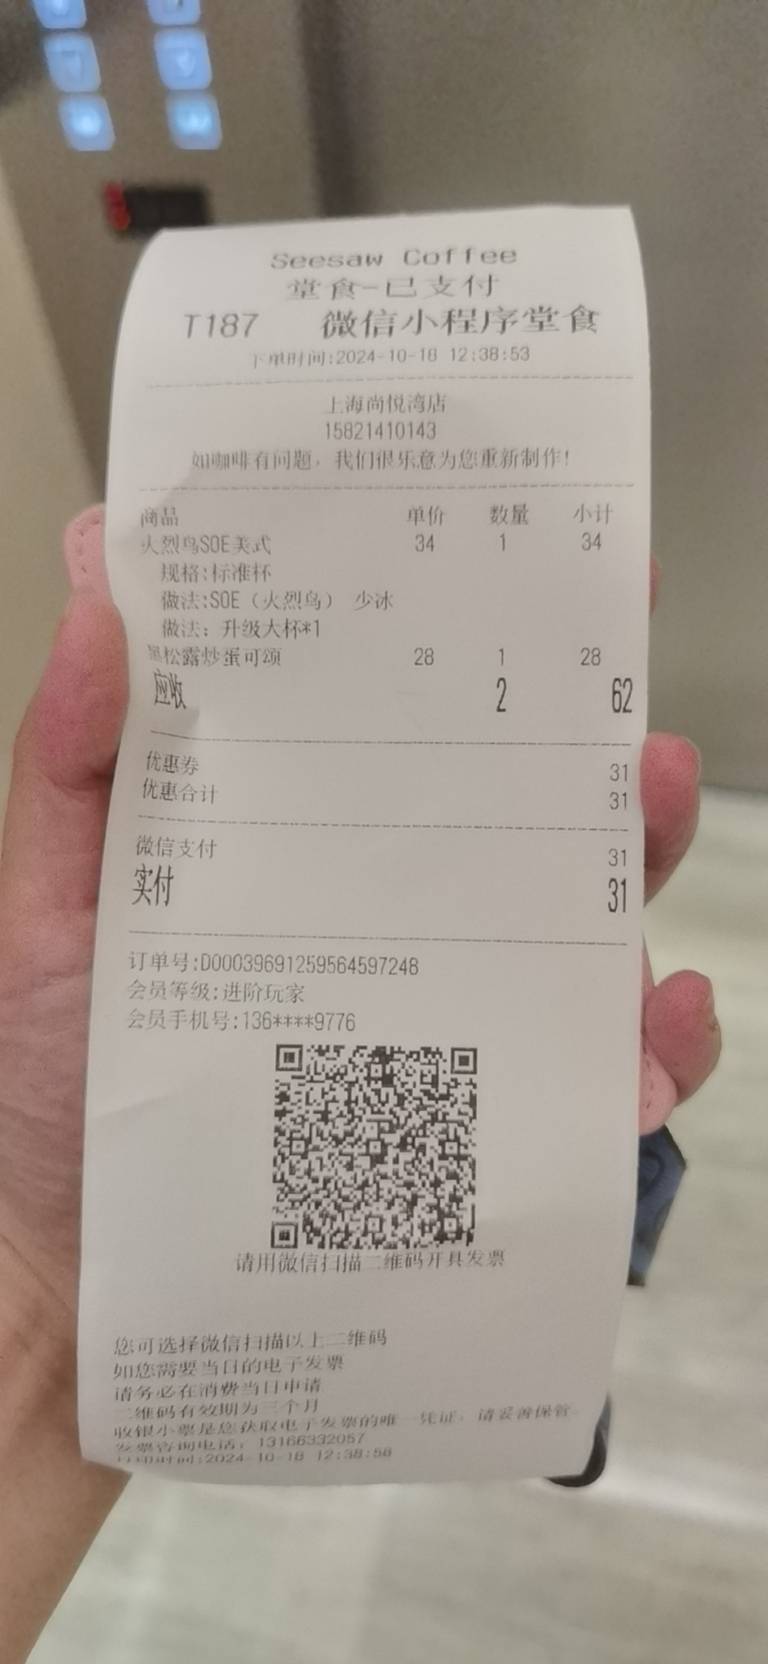 Seesaw Coffee
堂食-已支付
T187 微信小程序堂食
下单时间:2024-10-18 12:38:53
上海尚悦湾店
15821410143
如咖啡有问题，我们很乐意为您重新制作!
商品 单价 数量 小计
火烈鸟SOE美式 34 1 34
规格:标准杯
做法:SOE（火烈鸟） 少冰
做法：升级大杯*1
黑松露炒蛋可颂 28 1 28
应收 2 62
优惠券 31
优惠合计 31
微信支付 31
实付 31
订单号:D00039691259564597248
会员等级:进阶玩家
会员手机号:136****9776
请用微信扫描二维码开具发票
您可选择微信扫描以上二维码
如您需要当日的电子发票
请务必在消费当日申请
二维码有效期为三个月
收银小票是您获取电子发票的唯一凭证，请妥善保管
发票咨询电话：13166332057
打印时间:2024-10-18 12:38:58